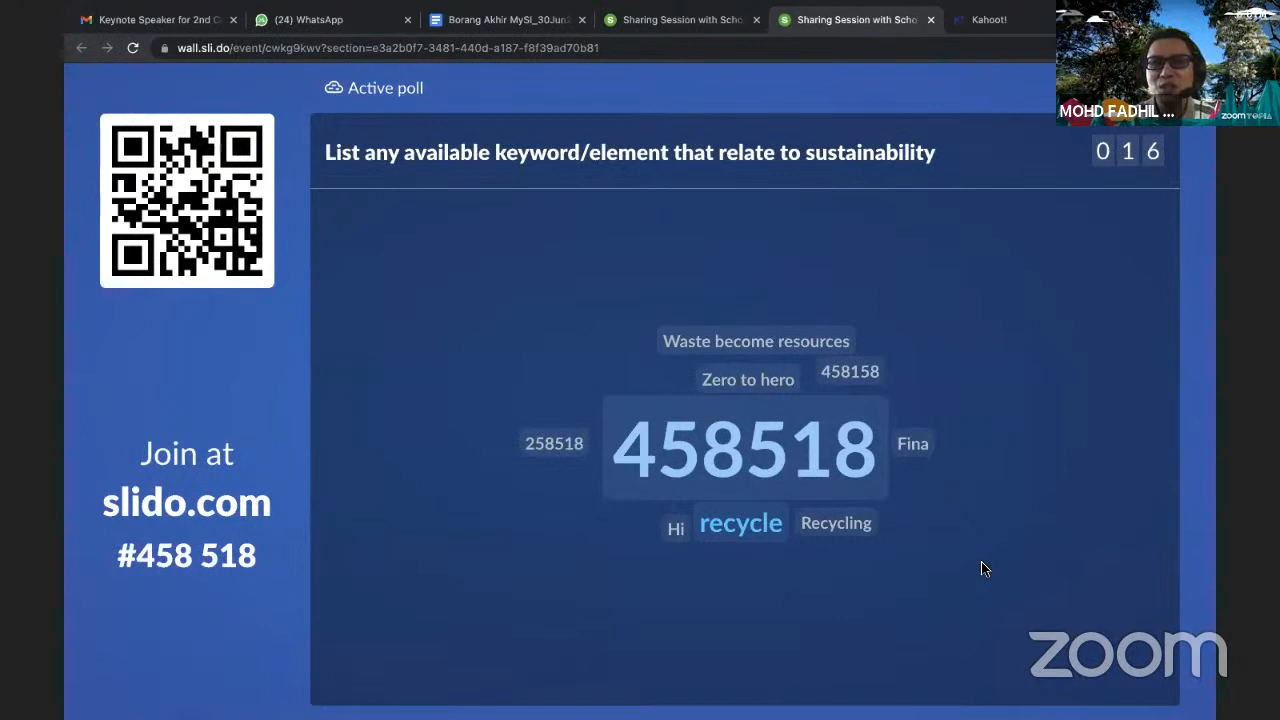 Keynote Speaker for 2nd C
(24) WhatsApp
Borang Akhir MySI_30Jun2
Sharing Session with Scho
Sharing Session with Scho
Kahoot!
wall.sli.do/event/cwkg9kwv?section=e3a2b0f7-3481-440d-a187-f8f39ad70b81
MOHD FADHIL ...
ZOOMTOPIA
Active poll
List any available keyword/element that relate to sustainability
0 1 6
Waste become resources
Zero to hero
458158
258518
458518
Fina
Hi
recycle
Recycling
Join at
slido.com
#458 518
zoom